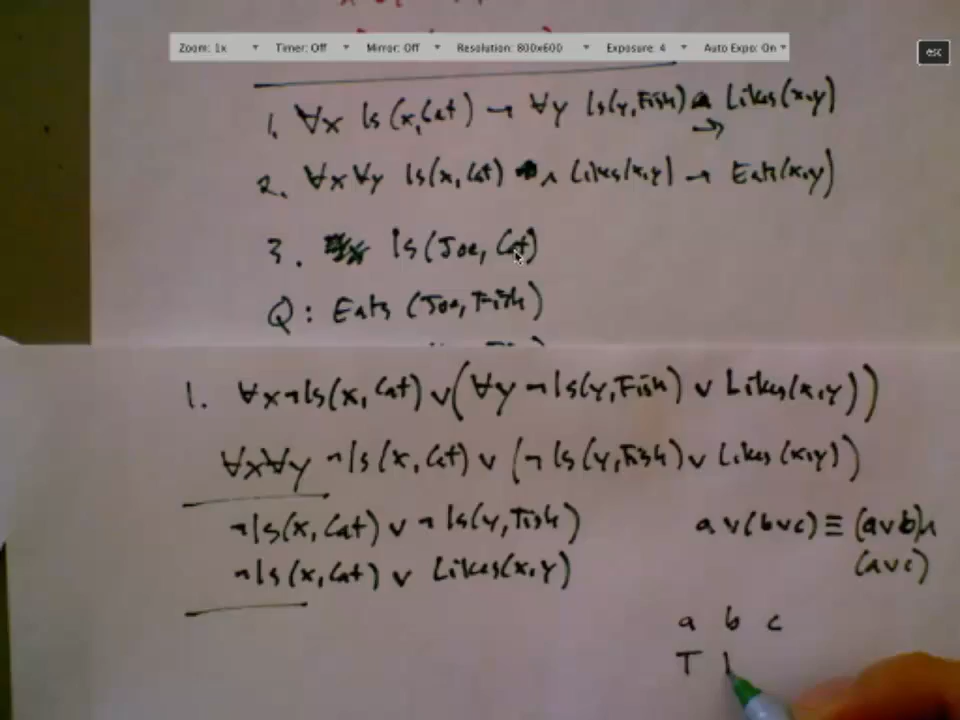 Zoom: 1x Timer: Off Mirror: Off Resolution: 800x600 Exposure: 4 Auto Expo: On
esc
1. ∀x Is(x,Cat) → ∀y Is(y,Fish) → Likes(x,y)
2. ∀x∀y Is(x,Cat) ∧ Likes(x,y) → Eats(x,y)
3. Is(Joe, Cat)
Q: Eats (Joe, Fish)
1. ∀x¬Is(x,Cat) ∨ (∀y ¬Is(y,Fish) ∨ Likes(x,y))
∀x∀y ¬Is(x,Cat) ∨ (¬Is(y,Fish) ∨ Likes(x,y))
¬Is(x,Cat) ∨ ¬Is(y,Fish)
a∨(b∨c) ≡ (a∨b)∧
¬Is(x,Cat) ∨ Likes(x,y)
(a∨c)
a b c
T